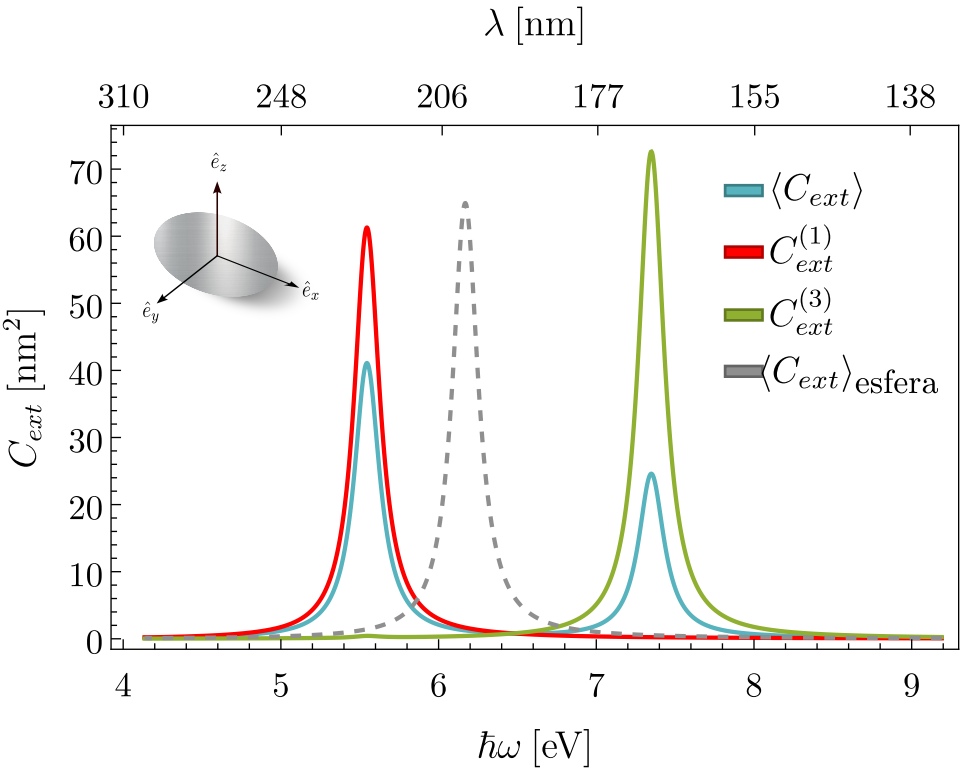 λ [nm]
310 248 206 177 155 138
C_ext [nm²]
70
60
50
40
30
20
10
0
ê_z
ê_x
ê_y
⟨C_ext⟩
C_ext^(1)
C_ext^(3)
⟨C_ext⟩_esfera
4 5 6 7 8 9
ħω [eV]